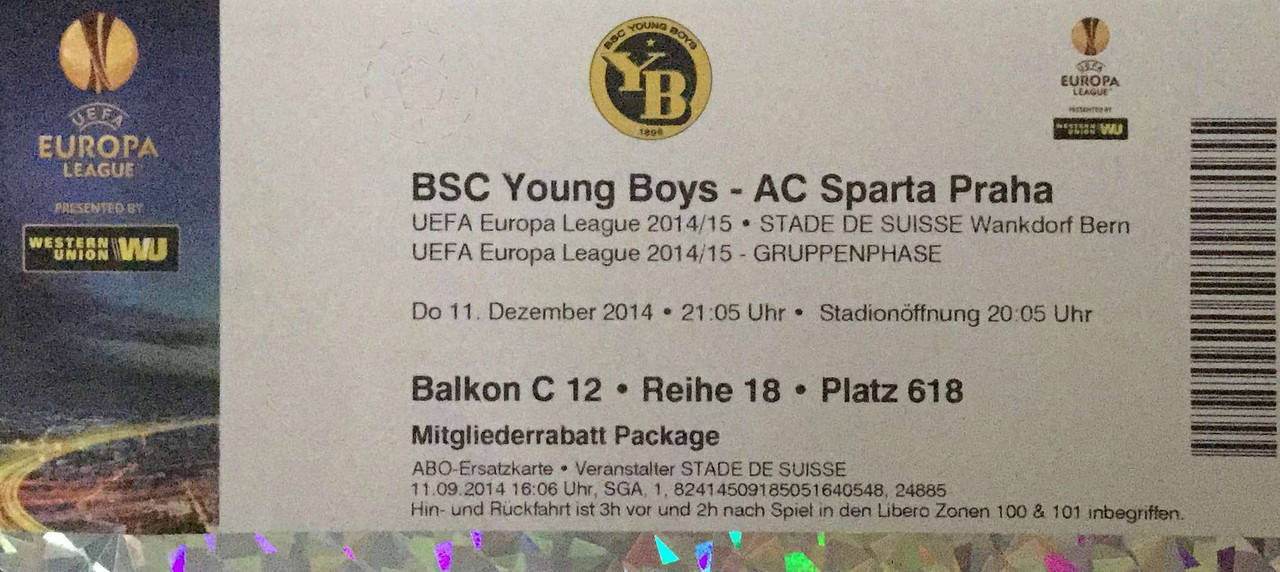 UEFA
EUROPA
LEAGUE
PRESENTED BY
WESTERN
UNION WU
BSC YOUNG BOYS
YB
1898
UEFA
EUROPA
LEAGUE
PRESENTED BY
WESTERN
UNION WU
BSC Young Boys - AC Sparta Praha
UEFA Europa League 2014/15 • STADE DE SUISSE Wankdorf Bern
UEFA Europa League 2014/15 - GRUPPENPHASE
Do 11. Dezember 2014 • 21:05 Uhr • Stadionöffnung 20:05 Uhr
Balkon C 12 • Reihe 18 • Platz 618
Mitgliederrabatt Package
ABO-Ersatzkarte • Veranstalter STADE DE SUISSE
11.09.2014 16:06 Uhr, SGA, 1, 82414509185051640548, 24885
Hin- und Rückfahrt ist 3h vor und 2h nach Spiel in den Libero Zonen 100 & 101 inbegriffen.